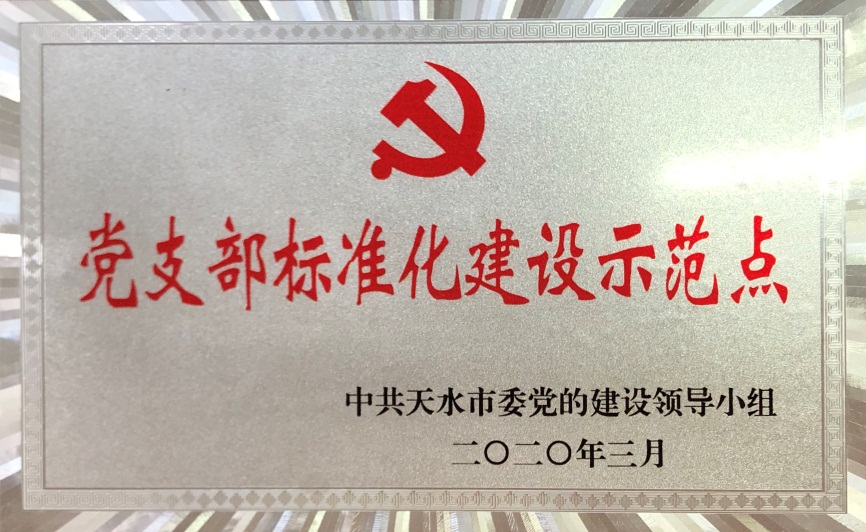 党支部标准化建设示范点
中共天水市委党的建设领导小组
二〇二〇年三月